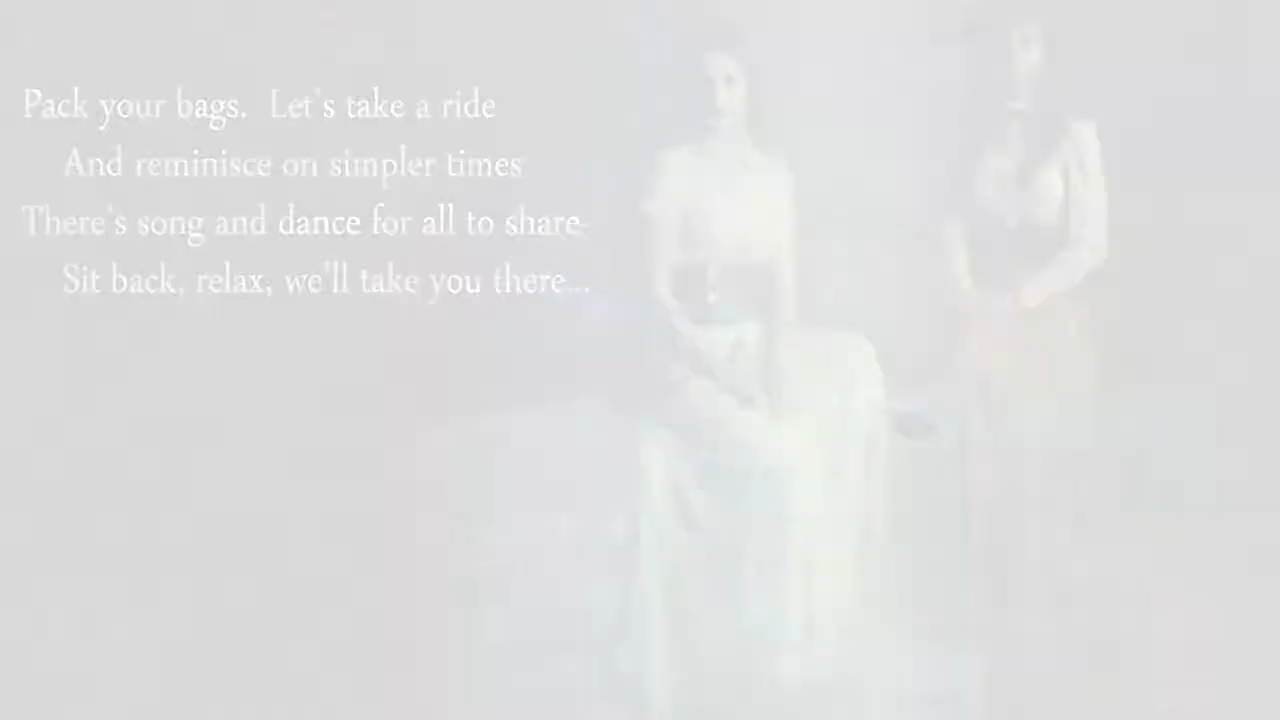 Pack your bags.  Let's take a ride
And reminisce on simpler times
There's song and dance for all to share-
Sit back, relax, we'll take you there...